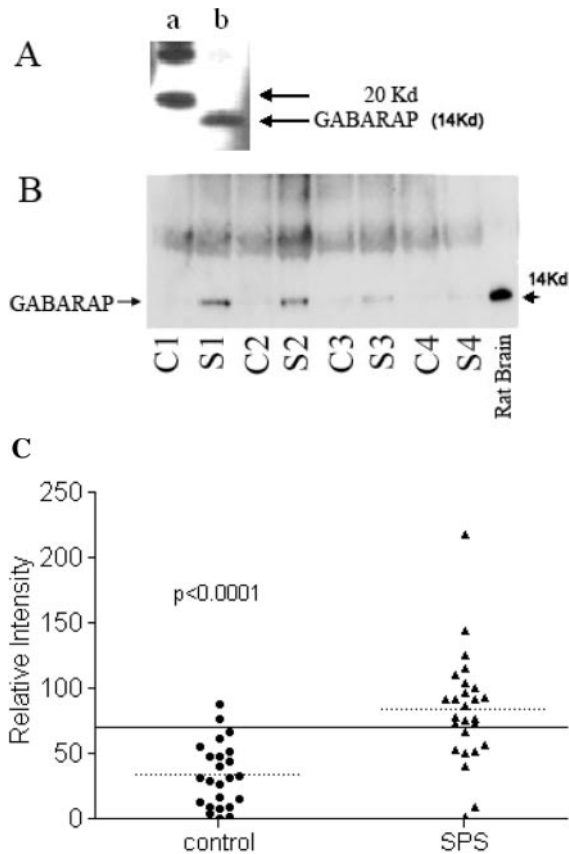 a b
A
20 Kd
GABARAP (14Kd)
B
14Kd
GABARAP
C1 S1 C2 S2 C3 S3 C4 S4 Rat Brain
C
250
200
150
100
50
0
Relative Intensity
p<0.0001
control SPS